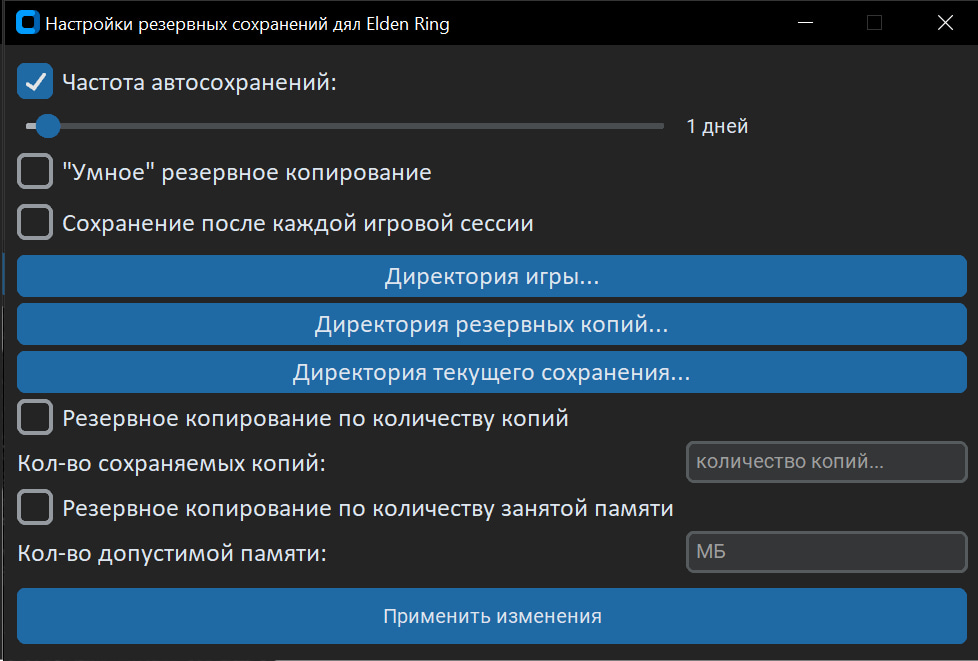 Настройки резервных сохранений дял Elden Ring
Частота автосохранений:
1 дней
"Умное" резервное копирование
Сохранение после каждой игровой сессии
Директория игры...
Директория резервных копий...
Директория текущего сохранения...
Резервное копирование по количеству копий
Кол-во сохраняемых копий:
количество копий...
Резервное копирование по количеству занятой памяти
Кол-во допустимой памяти:
МБ
Применить изменения